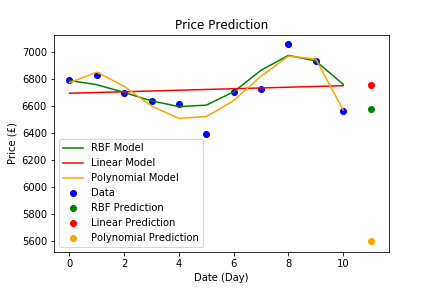 Price Prediction
Price (£)
7000
6800
6600
6400
6200
6000
5800
5600
RBF Model
Linear Model
Polynomial Model
Data
RBF Prediction
Linear Prediction
Polynomial Prediction
0 2 4 6 8 10
Date (Day)